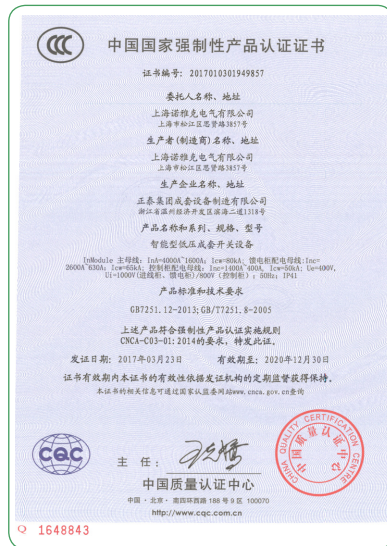 中国国家强制性产品认证证书
证书编号: 2017010301949857
委托人名称、地址
上海诺雅克电气有限公司
上海市松江区思贤路3857号
生产者(制造商)名称、地址
上海诺雅克电气有限公司
上海市松江区思贤路3857号
生产企业名称、地址
正泰集团成套设备制造有限公司
浙江省温州经济开发区滨海二道1318号
产品名称和系列、规格、型号
智能型低压成套开关设备
InModule 主母线: InA=4000A~1600A; Icw=80kA; 馈电柜配电母线:Inc=
2600A~630A; Icw=65kA; 控制柜配电母线: Inc=1400A~400A, Icw=50kA; Ue=400V,
Ui=1000V(进线柜、馈电柜)/800V(控制柜); 50Hz; IP41
产品标准和技术要求
GB7251.12-2013;GB/T7251.8-2005
上述产品符合强制性产品认证实施规则
CNCA-C03-01:2014的要求, 特发此证。
发证日期: 2017年03月23日 有效期至: 2020年12月30日
证书有效期内本证书的有效性依据发证机构的定期监督获得保持。
本证书的相关信息可通过国家认监委网站www.cnca.gov.cn查询
CQC
主 任:
CHINA QUALITY CERTIFICATION CENTRE
中国质量认证中心
中国质量认证中心
中国・北京・南四环西路 188 号 9 区 100070
http://www.cqc.com.cn
Q 1648843